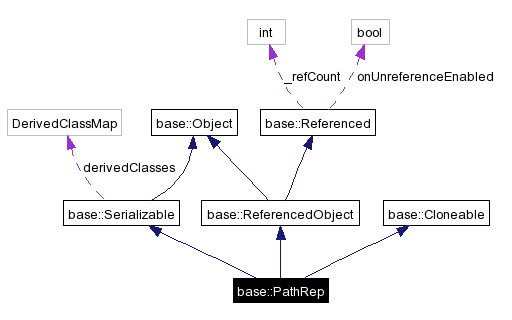 int
bool
_refCount
onUnreferenceEnabled
DerivedClassMap
base::Object
base::Referenced
derivedClasses
base::Serializable
base::ReferencedObject
base::Cloneable
base::PathRep